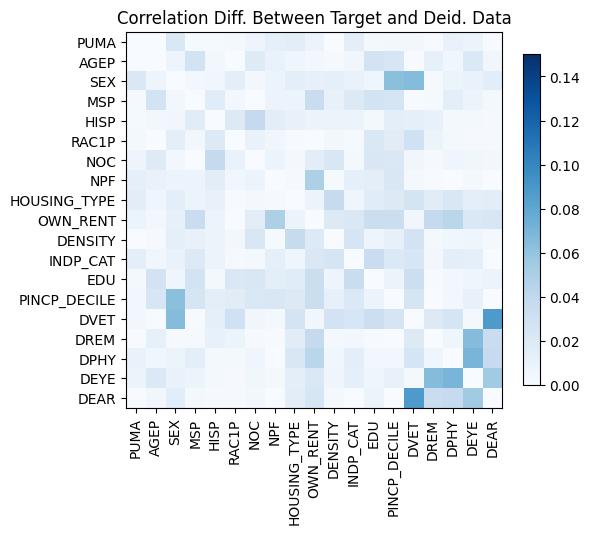 Correlation Diff. Between Target and Deid. Data
PUMA
AGEP
SEX
MSP
HISP
RAC1P
NOC
NPF
HOUSING_TYPE
OWN_RENT
DENSITY
INDP_CAT
EDU
PINCP_DECILE
DVET
DREM
DPHY
DEYE
DEAR
PUMA
AGEP
SEX
MSP
HISP
RAC1P
NOC
NPF
HOUSING_TYPE
OWN_RENT
DENSITY
INDP_CAT
EDU
PINCP_DECILE
DVET
DREM
DPHY
DEYE
DEAR
0.14
0.12
0.10
0.08
0.06
0.04
0.02
0.00